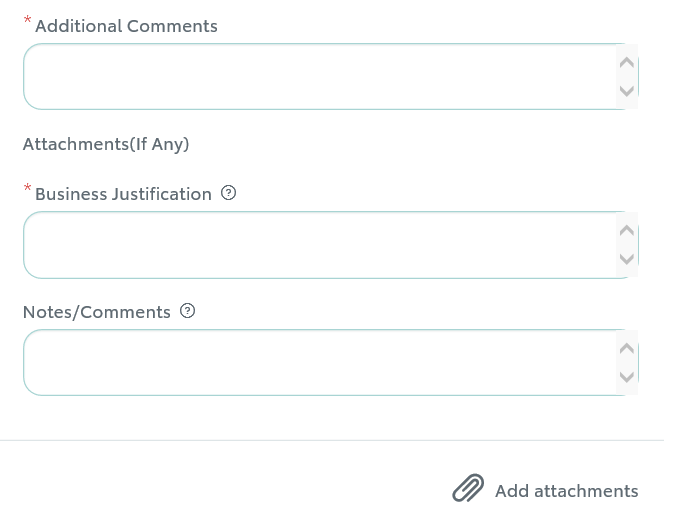 * Additional Comments
Attachments(If Any)
* Business Justification ?
Notes/Comments ?
Add attachments